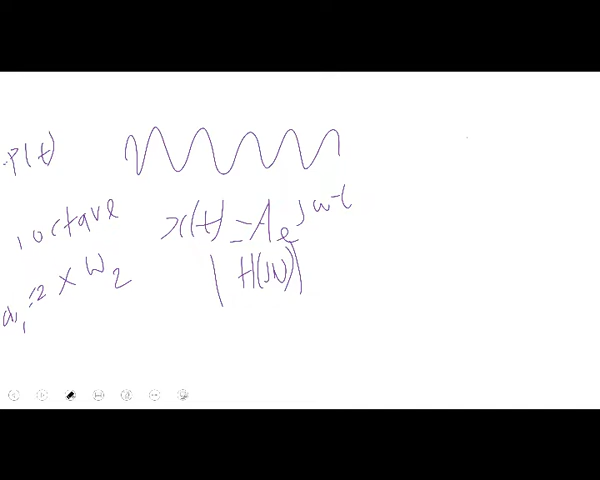 P(t)
1 octave
x(t) = A e^jωt
ω₁ = 2 × ω₂
|H(jω)|